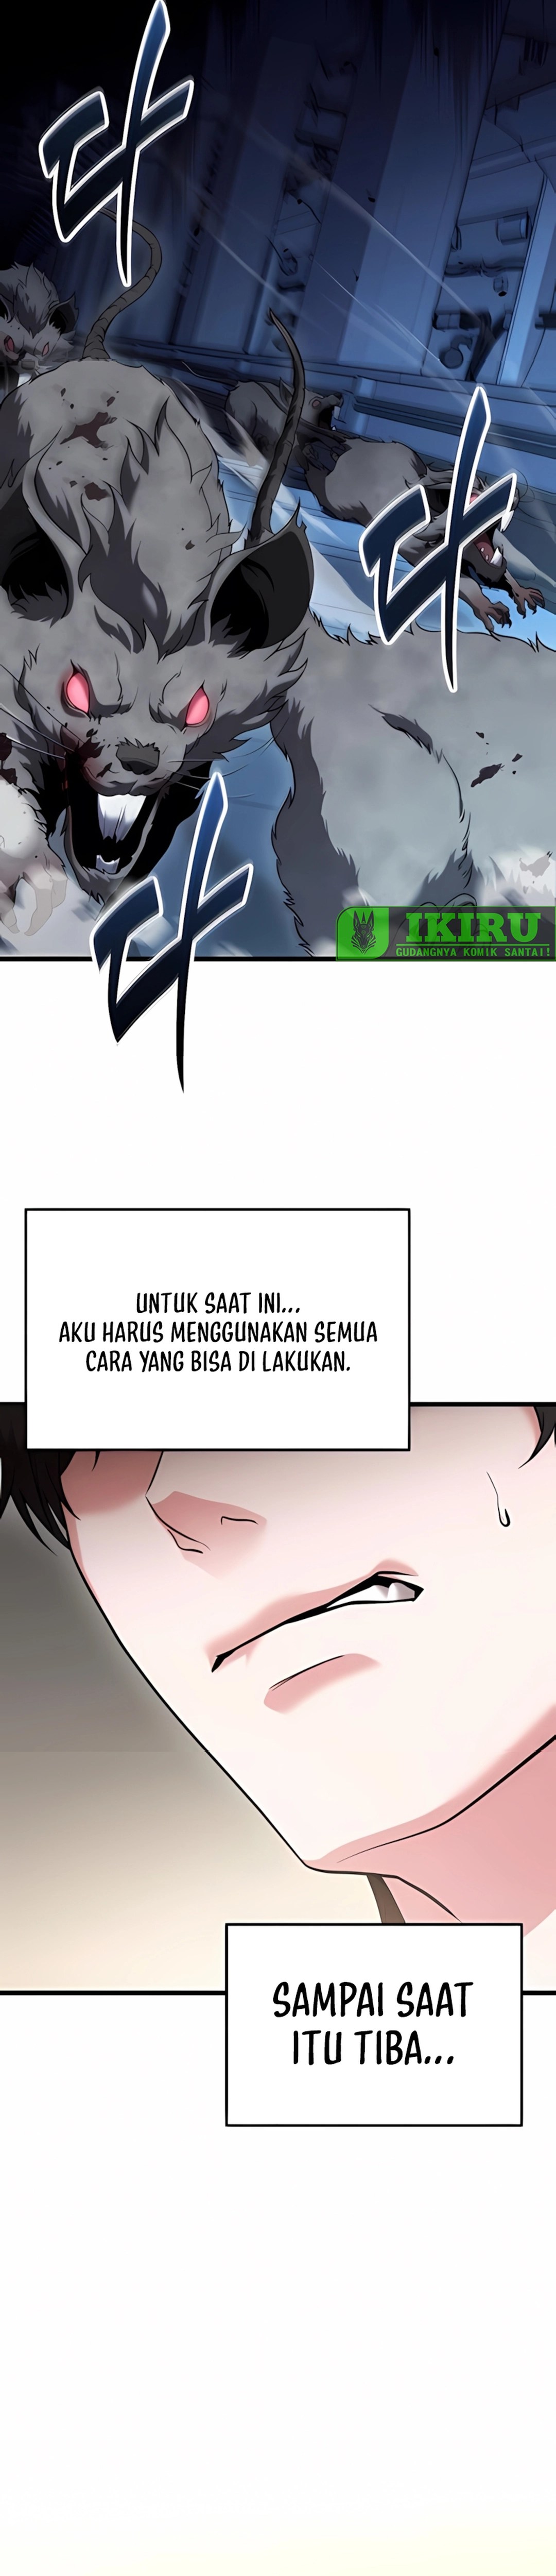 다
다
다
IKIRU
GUDANGNYA KOMIK SANTAI!
UNTUK SAAT INI...
AKU HARUS MENGGUNAKAN SEMUA
CARA YANG BISA DI LAKUKAN.
SAMPAI SAAT
ITU TIBA...